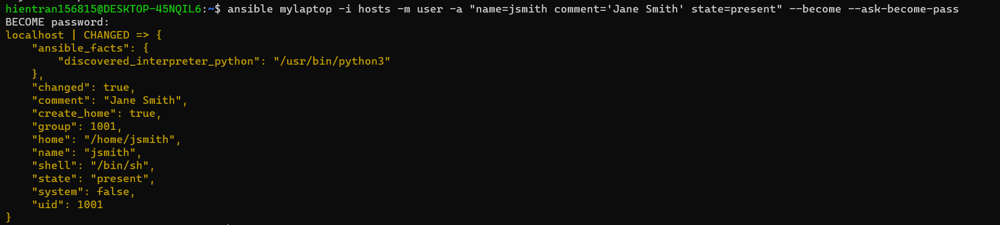 hientran156815@DESKTOP-45NQIL6:~$ ansible mylaptop -i hosts -m user -a "name=jsmith comment='Jane Smith' state=present" --become --ask-become-pass
BECOME password:
localhost | CHANGED => {
    "ansible_facts": {
        "discovered_interpreter_python": "/usr/bin/python3"
    },
    "changed": true,
    "comment": "Jane Smith",
    "create_home": true,
    "group": 1001,
    "home": "/home/jsmith",
    "name": "jsmith",
    "shell": "/bin/sh",
    "state": "present",
    "system": false,
    "uid": 1001
}